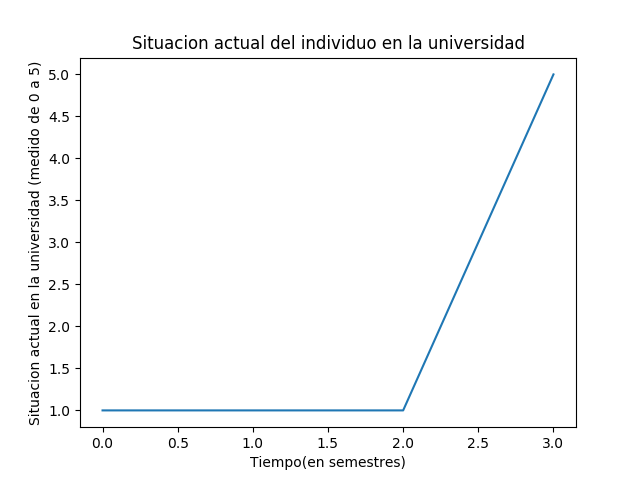 Situacion actual del individuo en la universidad
Situacion actual en la universidad (medido de 0 a 5)
5.0
4.5
4.0
3.5
3.0
2.5
2.0
1.5
1.0
0.0 0.5 1.0 1.5 2.0 2.5 3.0
Tiempo(en semestres)